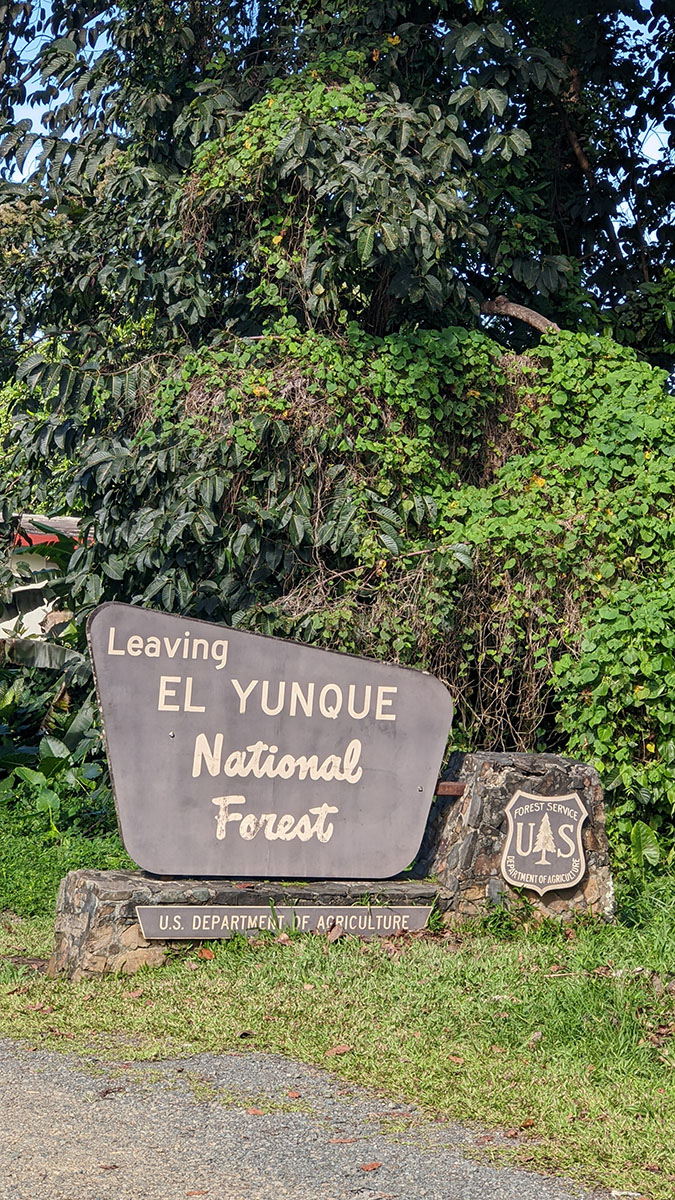 Leaving
EL YUNQUE
National
Forest
FOREST SERVICE
U S
DEPARTMENT OF AGRICULTURE
U.S. DEPARTMENT OF AGRICULTURE